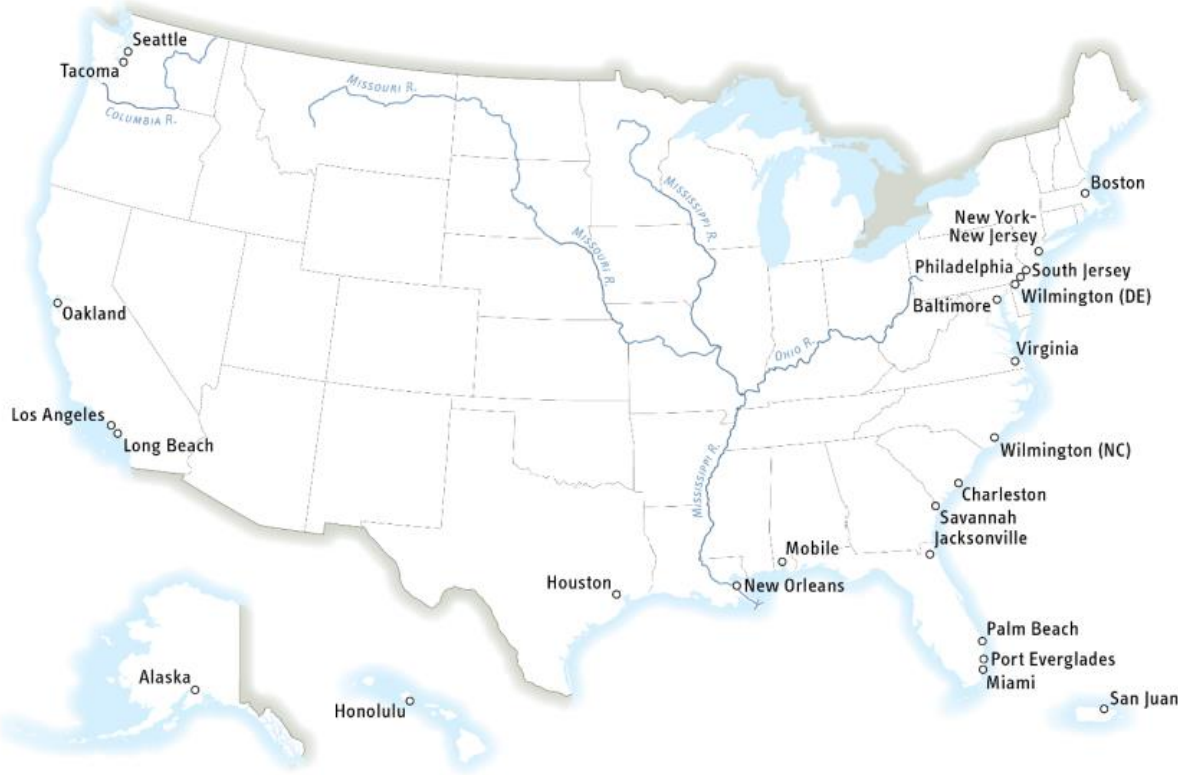 Seattle
Tacoma
COLUMBIA R.
MISSOURI R.
MISSOURI R.
MISSISSIPPI R.
Boston
New York-
New Jersey
Philadelphia
South Jersey
Wilmington (DE)
Baltimore
Oakland
OHIO R.
Virginia
Los Angeles
Long Beach
Wilmington (NC)
MISSISSIPPI R.
Charleston
Savannah
Jacksonville
Mobile
Houston
New Orleans
Palm Beach
Port Everglades
Miami
Alaska
Honolulu
San Juan